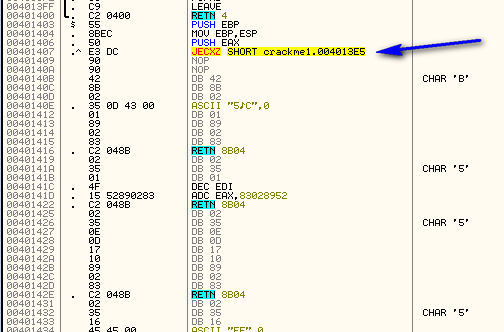 004013FF C9 LEAVE
00401400 . C2 0400 RETN 4
00401403 $ 55 PUSH EBP
00401404 . 8BEC MOV EBP,ESP
00401406 . 50 PUSH EAX
00401407 .^ E3 DC JECXZ SHORT crackme1.004013E5
00401409 90 NOP
0040140A 90 NOP
0040140B 42 DB 42 CHAR 'B'
0040140C 8B DB 8B
0040140D 02 DB 02
0040140E . 35 0D 43 00 ASCII "5♪C",0
00401412 01 DB 01
00401413 89 DB 89
00401414 02 DB 02
00401415 83 DB 83
00401416 . C2 048B RETN 8B04
00401419 02 DB 02
0040141A 35 DB 35 CHAR '5'
0040141B 01 DB 01
0040141C . 4F DEC EDI
0040141D . 15 52890283 ADC EAX,83028952
00401422 . C2 048B RETN 8B04
00401425 02 DB 02
00401426 35 DB 35 CHAR '5'
00401427 0E DB 0E
00401428 0D DB 0D
00401429 17 DB 17
0040142A 10 DB 10
0040142B 89 DB 89
0040142C 02 DB 02
0040142D 83 DB 83
0040142E . C2 048B RETN 8B04
00401431 02 DB 02
00401432 35 DB 35 CHAR '5'
00401433 16 DB 16
00401434 . 45 45 00 ASCII "EE",0